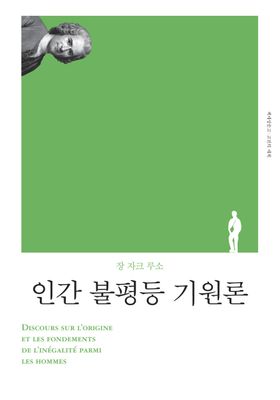 장 자크 루소
인간 불평등 기원론
Discours sur l'origine
et les fondements
de l'inégalité parmi
les hommes